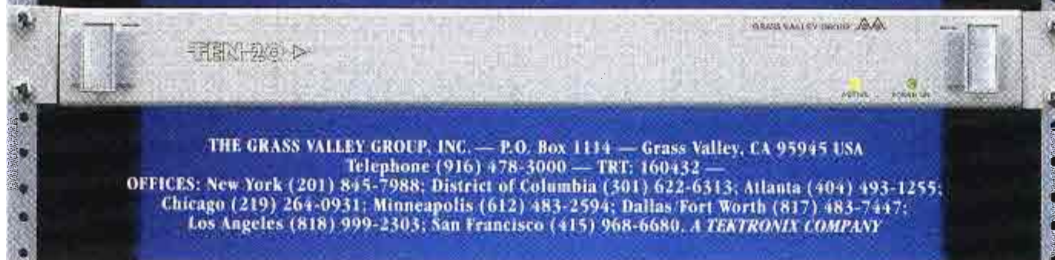 GRASS VALLEY GROUP
TEN-20
POWER ON
THE GRASS VALLEY GROUP, INC. — P.O. Box 1114 — Grass Valley, CA 95945 USA
Telephone (916) 478-3000 — TRT: 160432 —
OFFICES: New York (201) 845-7988; District of Columbia (301) 622-6313; Atlanta (404) 493-1255;
Chicago (219) 264-0931; Minneapolis (612) 483-2594; Dallas/Fort Worth (817) 483-7447;
Los Angeles (818) 999-2303; San Francisco (415) 968-6680. A TEKTRONIX COMPANY